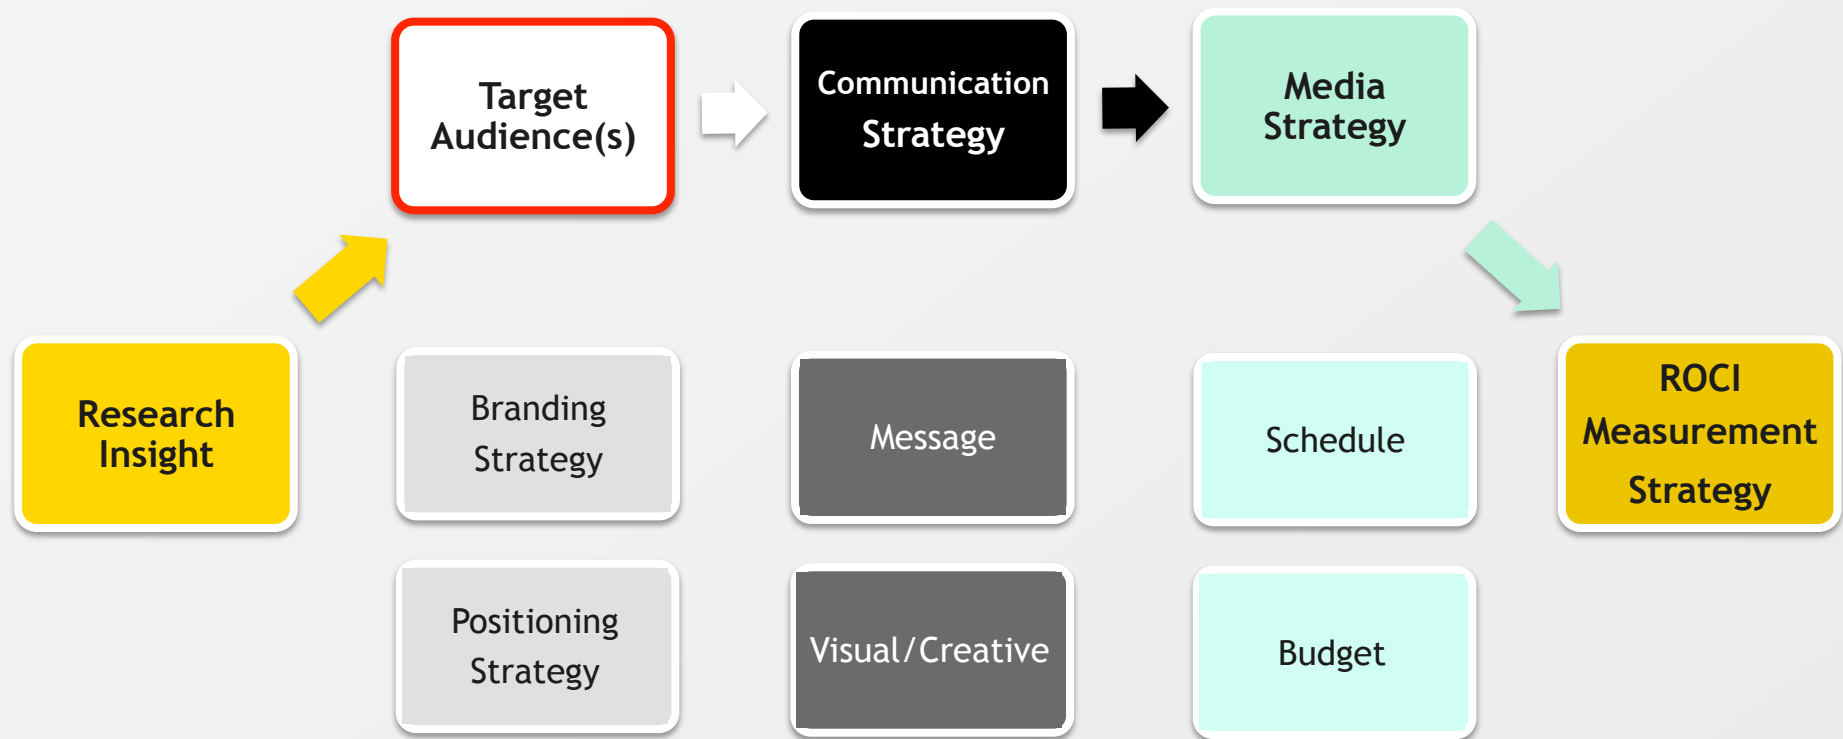 Target
Audience(s)
Communication
Strategy
Media
Strategy
Research
Insight
Branding
Strategy
Message
Schedule
ROCI
Measurement
Strategy
Positioning
Strategy
Visual/Creative
Budget